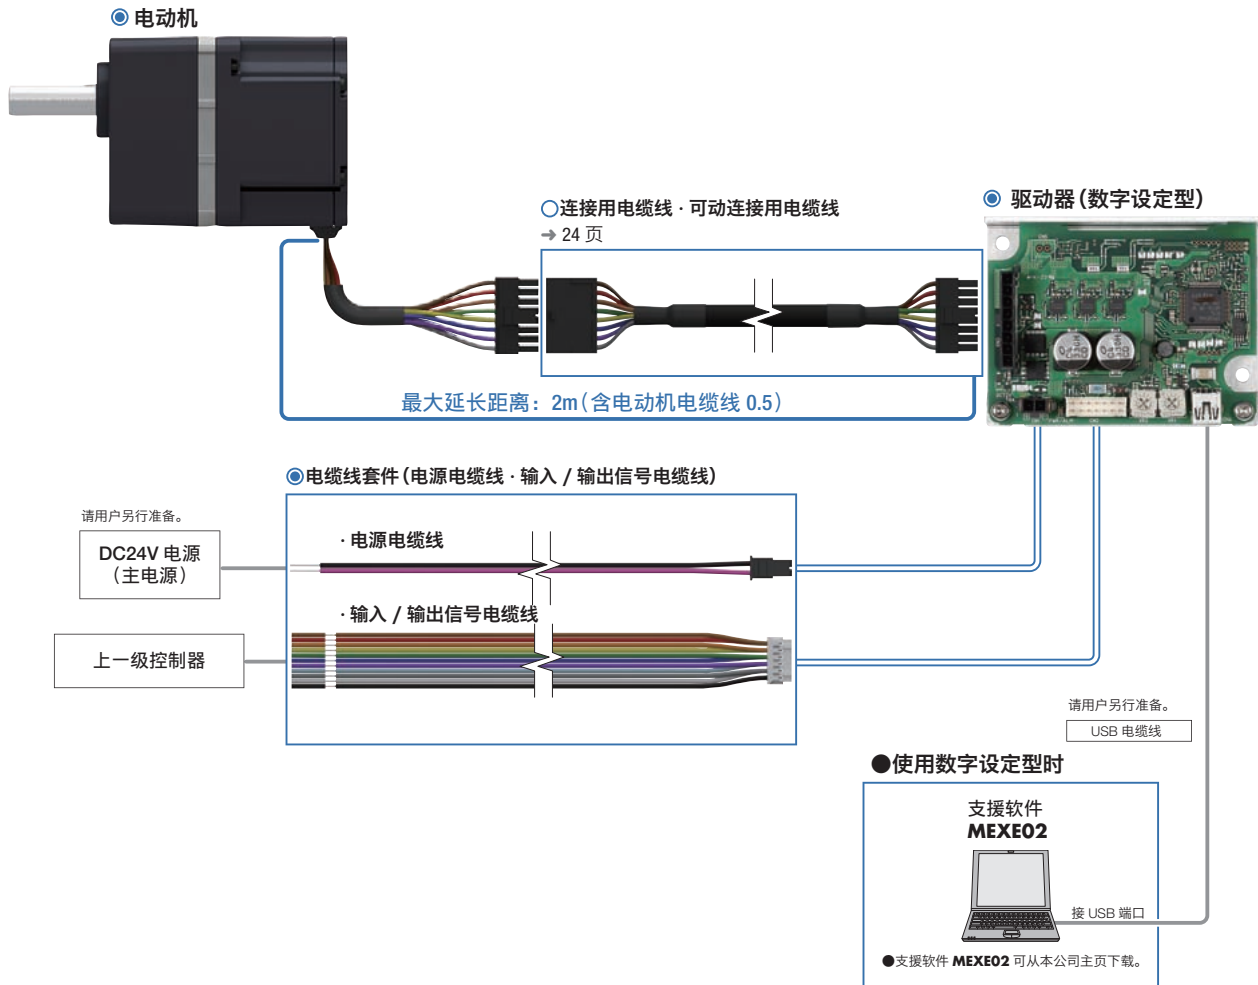 ◉ 电动机
○连接用电缆线 · 可动连接用电缆线
→ 24 页
◉ 驱动器（数字设定型）
最大延长距离：2m（含电动机电缆线 0.5）
◉电缆线套件（电源电缆线 · 输入 / 输出信号电缆线）
请用户另行准备。
DC24V 电源
（主电源）
· 电源电缆线
· 输入 / 输出信号电缆线
上一级控制器
请用户另行准备。
USB 电缆线
●使用数字设定型时
支援软件
MEXE02
接 USB 端口
●支援软件 MEXE02 可从本公司主页下载。